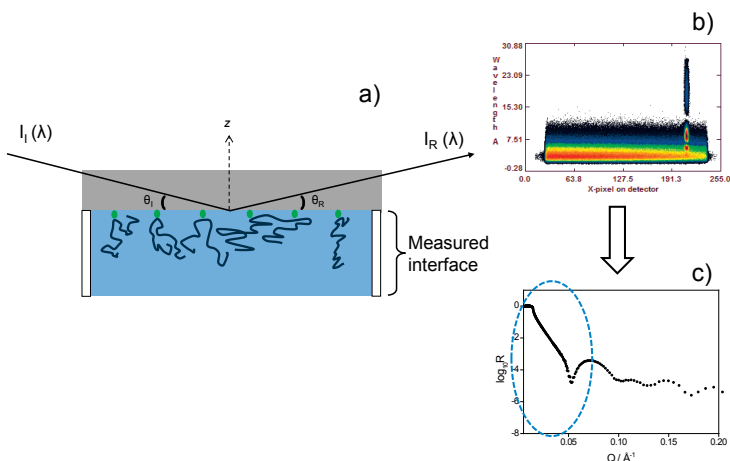 a)
z
I_I (λ)
I_R (λ)
θ_I
θ_R
Measured
interface
b)
Wavelength A
30.88
23.09
15.30
7.51
-0.28
0.0 63.8 127.5 191.3 255.0
X-pixel on detector
c)
log₁₀R
0
-2
-4
-6
-8
0.05 0.10 0.15 0.20
Q / Å⁻¹